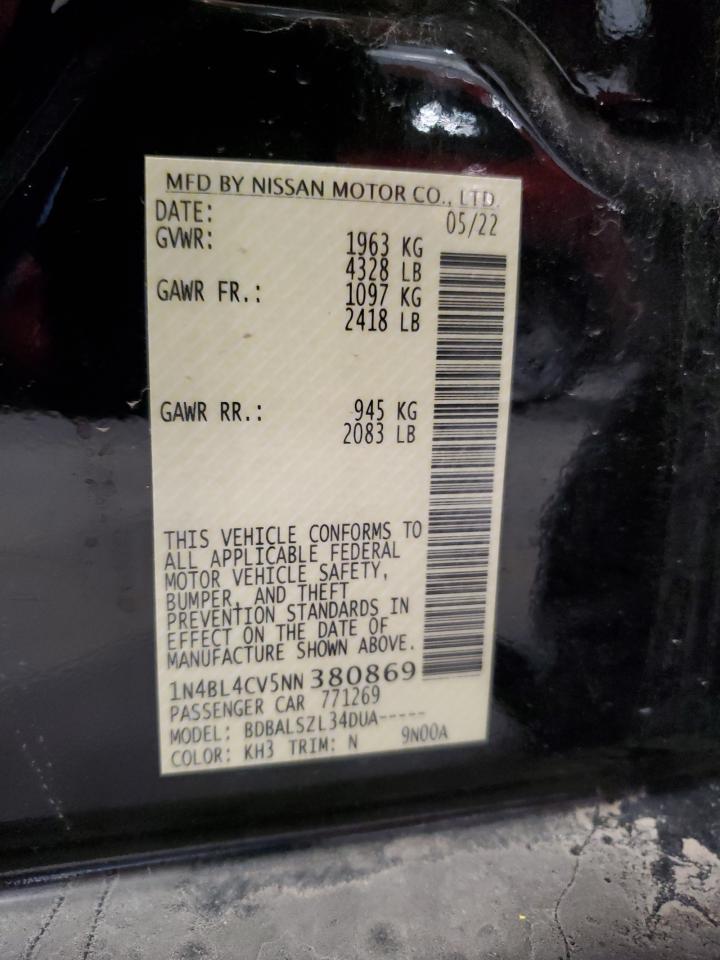 MFD BY NISSAN MOTOR CO., LTD.
DATE: 05/22
GVWR: 1963 KG
4328 LB
GAWR FR.: 1097 KG
2418 LB
GAWR RR.: 945 KG
2083 LB
THIS VEHICLE CONFORMS TO
ALL APPLICABLE FEDERAL
MOTOR VEHICLE SAFETY,
BUMPER, AND THEFT
PREVENTION STANDARDS IN
EFFECT ON THE DATE OF
MANUFACTURE SHOWN ABOVE.
1N4BL4CV5NN380869
PASSENGER CAR 771269
MODEL: BDBALSZL34DUA-----
COLOR: KH3 TRIM: N 9N00A